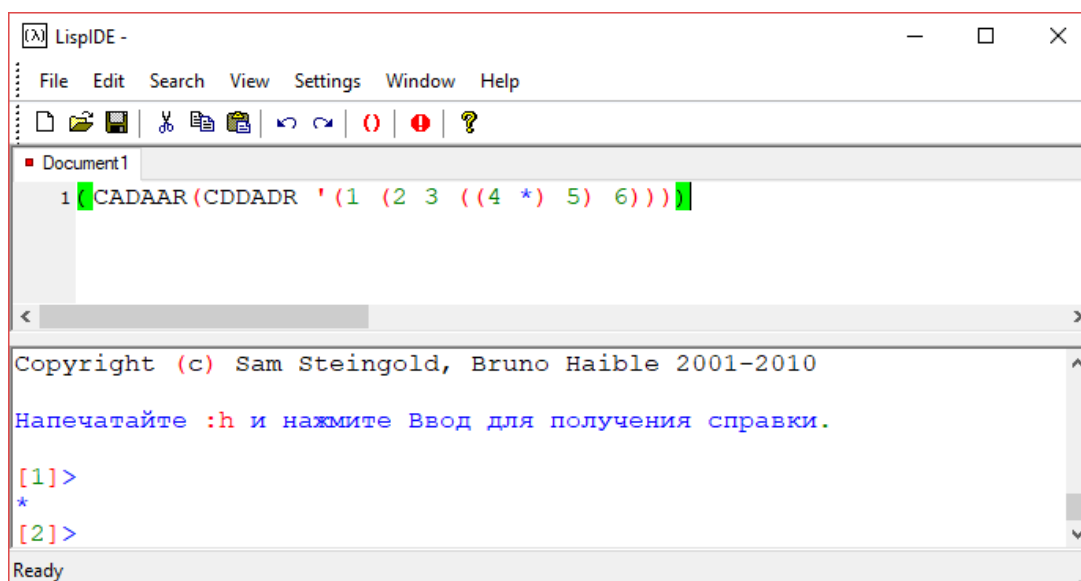 (λ) LispIDE -
File Edit Search View Settings Window Help
Document1
1 (CADAAR(CDDADR '(1 (2 3 ((4 *) 5) 6))))
Copyright (c) Sam Steingold, Bruno Haible 2001-2010
Напечатайте :h и нажмите Ввод для получения справки.
[1]>
*
[2]>
Ready